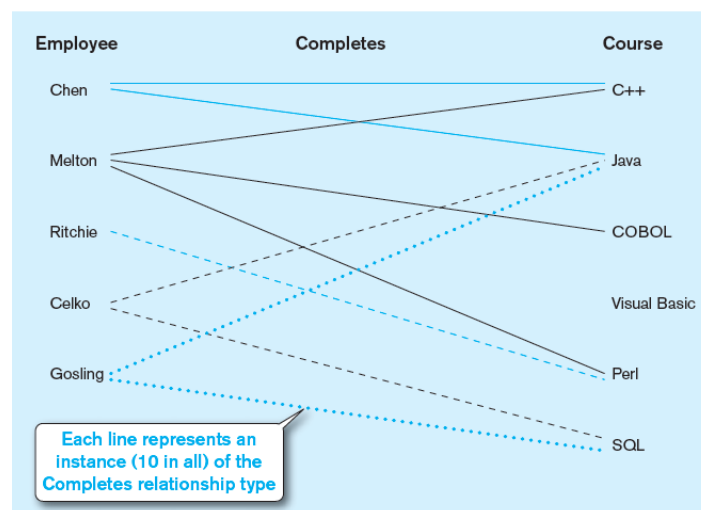 Employee Completes Course
Chen C++
Melton Java
Ritchie COBOL
Celko Visual Basic
Gosling Perl
SQL
Each line represents an
instance (10 in all) of the
Completes relationship type